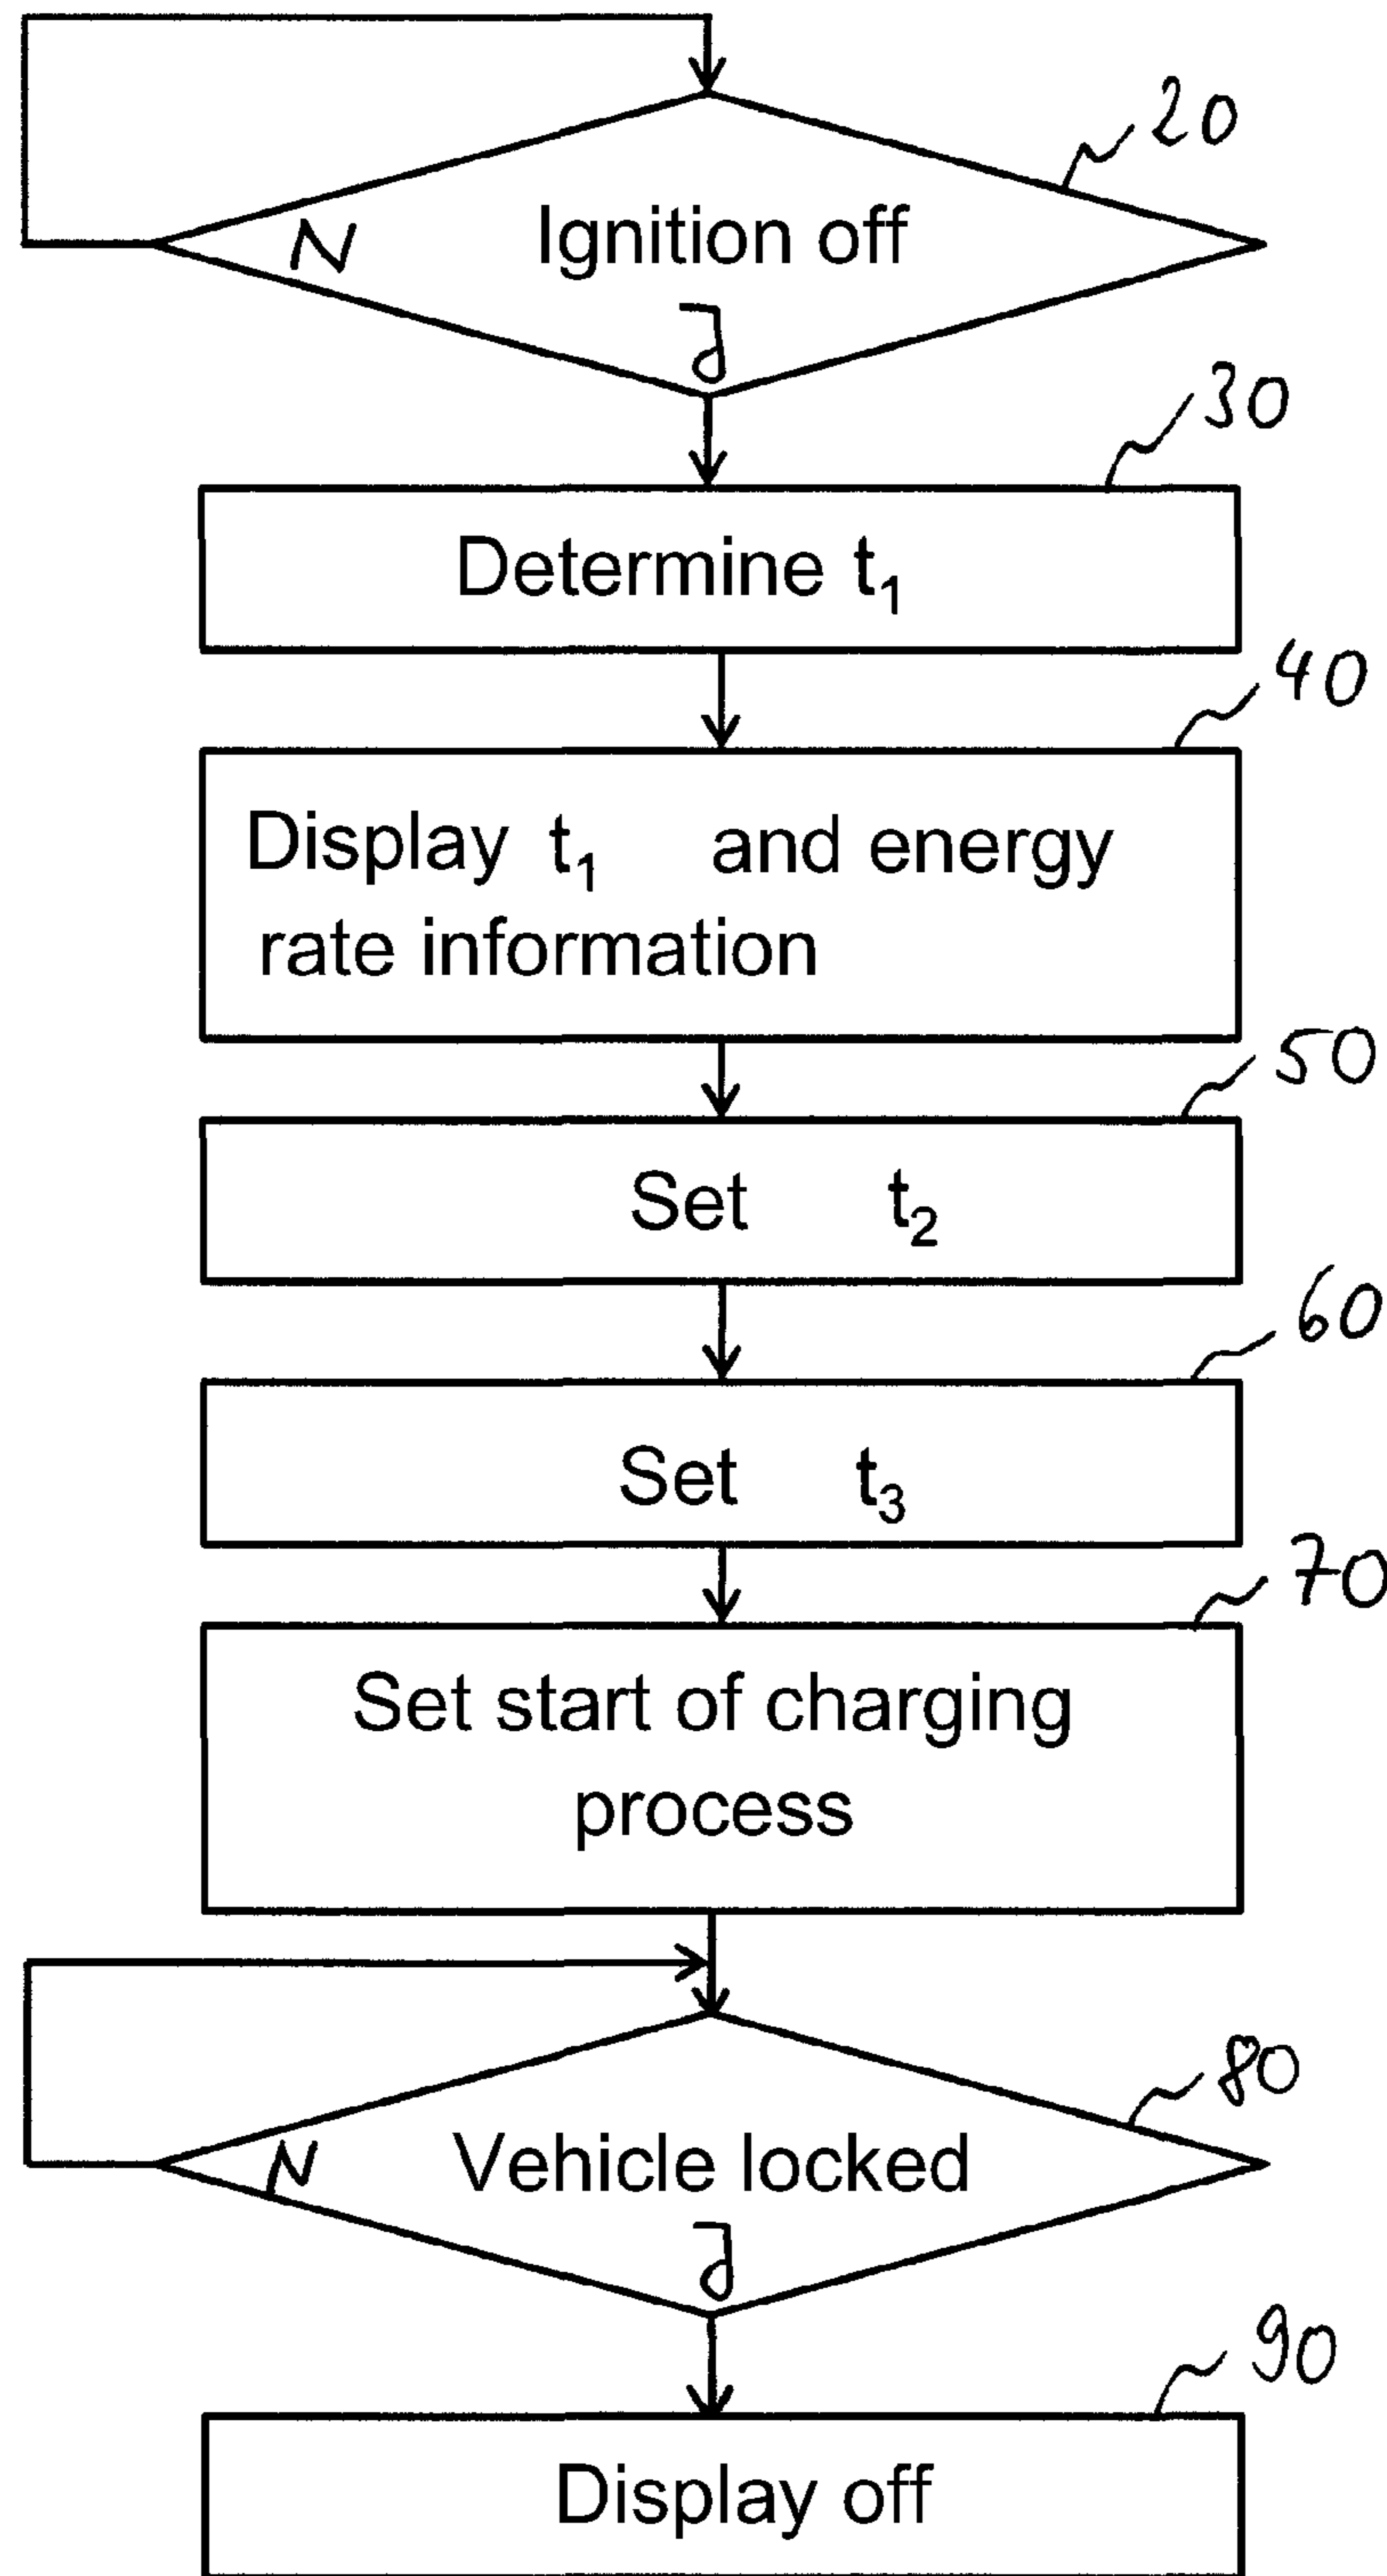 20
N Ignition off
J
30
Determine t₁
40
Display t₁ and energy
rate information
50
Set t₂
60
Set t₃
70
Set start of charging
process
80
N Vehicle locked
J
90
Display off